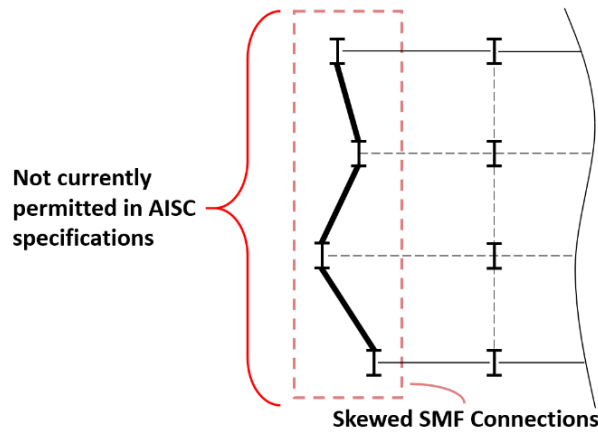 Not currently
permitted in AISC
specifications
Skewed SMF Connections